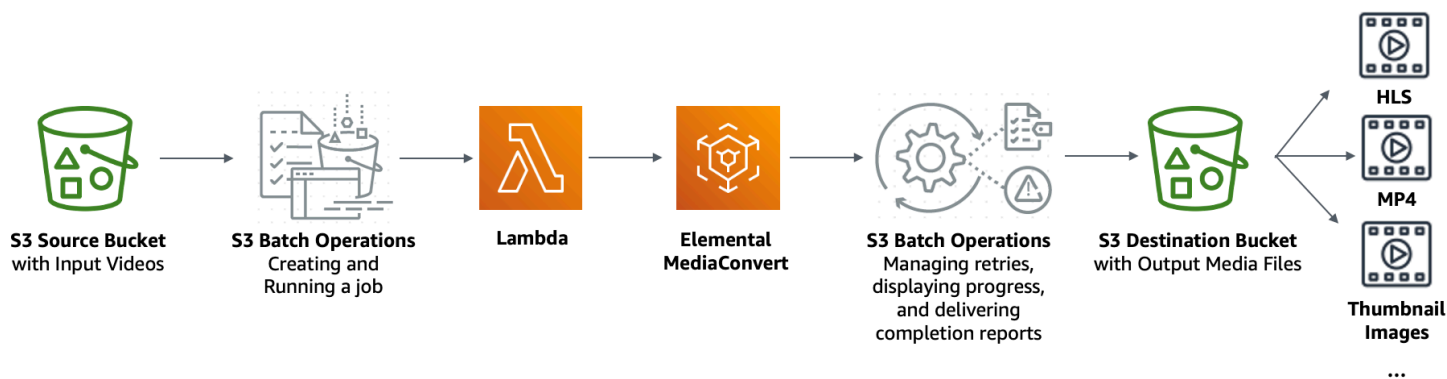 S3 Source Bucket
with Input Videos
S3 Batch Operations
Creating and
Running a job
Lambda
Elemental
MediaConvert
S3 Batch Operations
Managing retries,
displaying progress,
and delivering
completion reports
S3 Destination Bucket
with Output Media Files
HLS
MP4
Thumbnail
Images
...